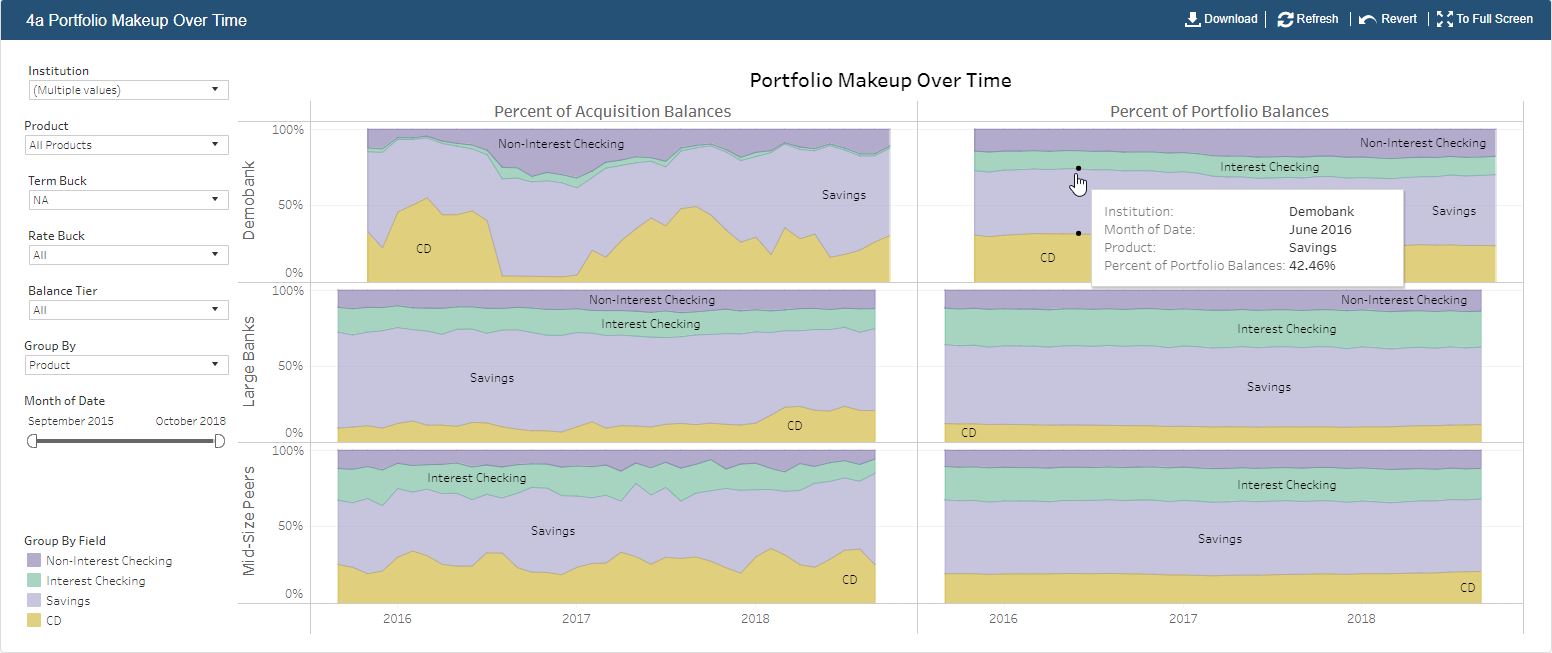 4a Portfolio Makeup Over Time
Download
Refresh
Revert
To Full Screen
Institution
(Multiple values)
Product
All Products
Term Buck
NA
Rate Buck
All
Balance Tier
All
Group By
Product
Month of Date
September 2015 October 2018
Group By Field
Non-Interest Checking
Interest Checking
Savings
CD
Portfolio Makeup Over Time
Percent of Acquisition Balances
Percent of Portfolio Balances
Demobank
100%
50%
0%
Non-Interest Checking
Savings
CD
Non-Interest Checking
Interest Checking
Savings
CD
Institution: Demobank
Month of Date: June 2016
Product: Savings
Percent of Portfolio Balances: 42.46%
Large Banks
100%
50%
0%
Non-Interest Checking
Interest Checking
Savings
CD
Non-Interest Checking
Interest Checking
Savings
CD
Mid-Size Peers
100%
50%
0%
Interest Checking
Savings
CD
Interest Checking
Savings
CD
2016 2017 2018
2016 2017 2018